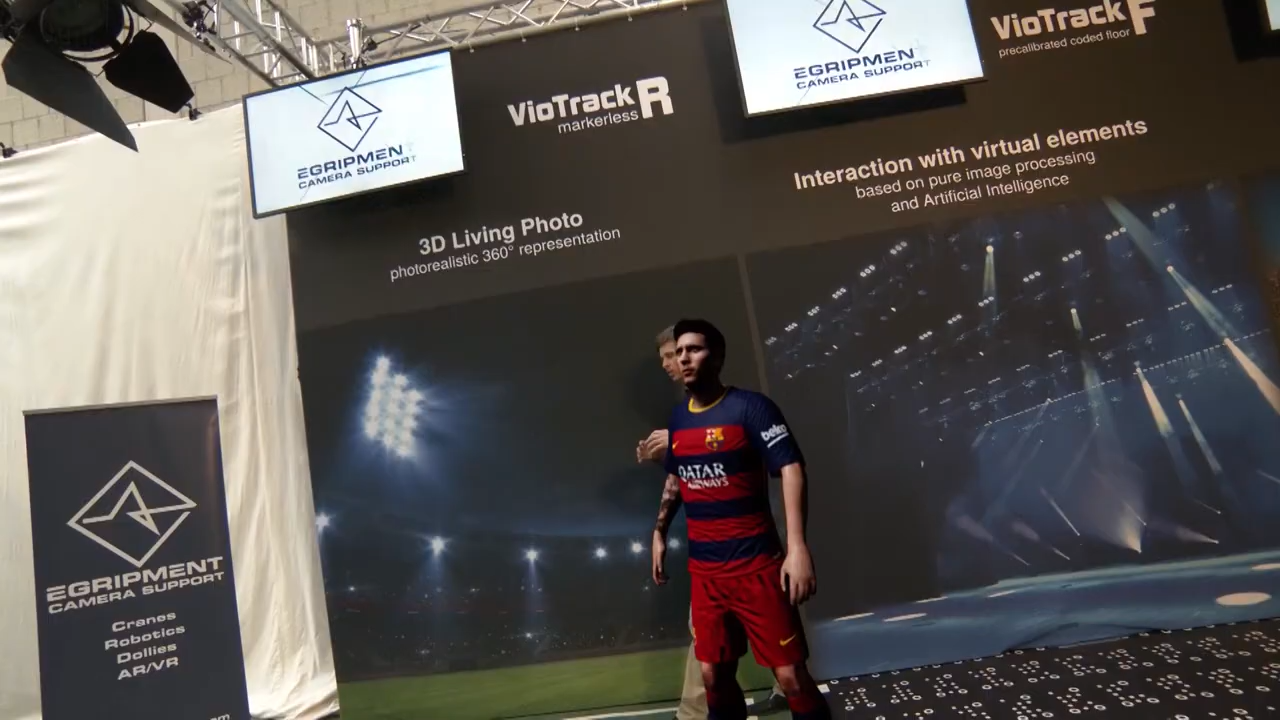 EGRIPMENT
CAMERA SUPPORT
VioTrack R
markerless
EGRIPMENT
CAMERA SUPPORT
VioTrack F
precalibrated coded floor
3D Living Photo
photorealistic 360° representation
Interaction with virtual elements
based on pure image processing
and Artificial Intelligence
beko
QATAR
AIRWAYS
EGRIPMENT
CAMERA SUPPORT
Cranes
Robotics
Dollies
AR/VR